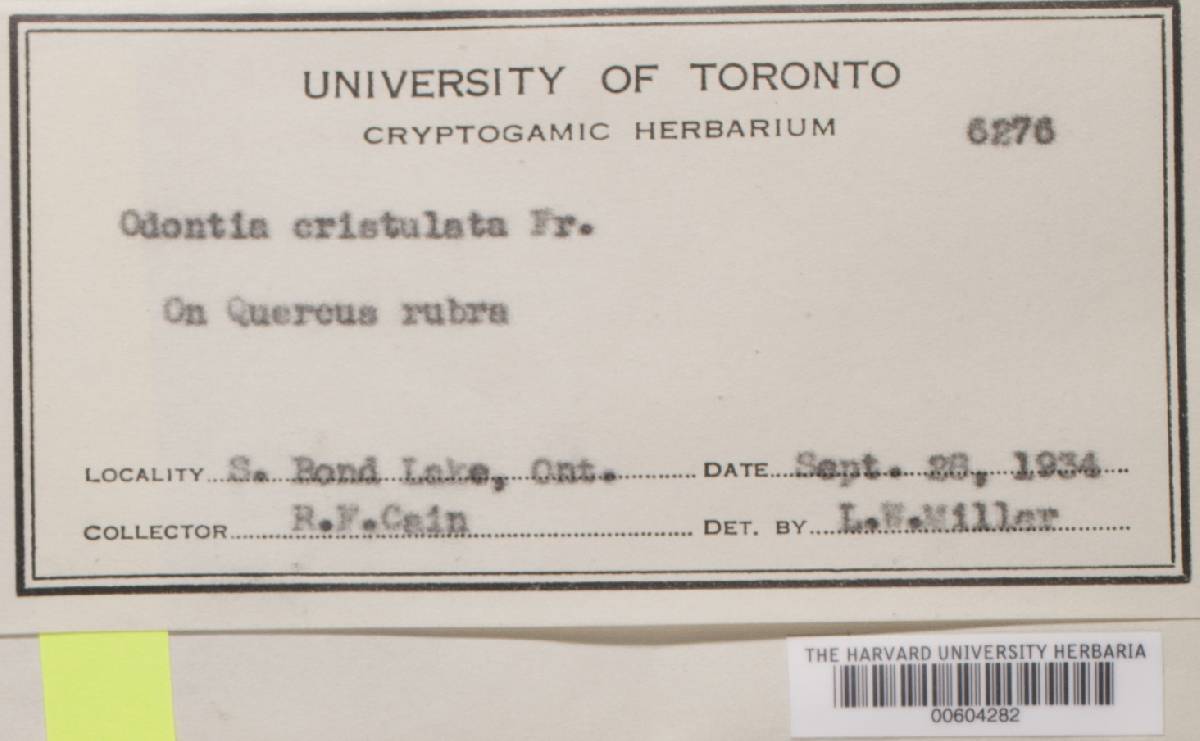 UNIVERSITY OF TORONTO
CRYPTOGAMIC HERBARIUM 6276
Odontia cristulata Fr.
On Quercus rubra
LOCALITY S. Bond Lake, Ont. DATE Sept. 28, 1934
COLLECTOR R.F.Cain DET. BY L.W.Miller
THE HARVARD UNIVERSITY HERBARIA
00604282